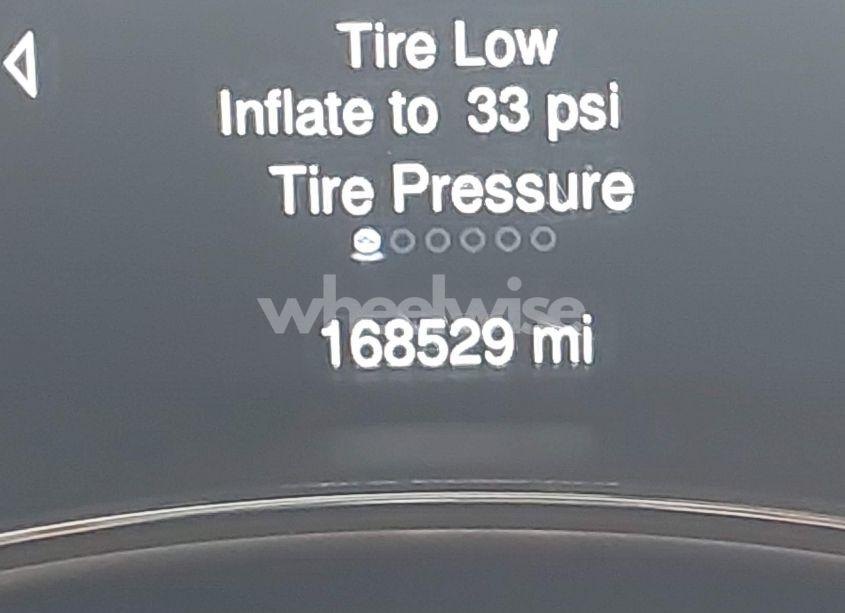 Tire Low
Inflate to 33 psi
Tire Pressure
wheelwise
168529 mi